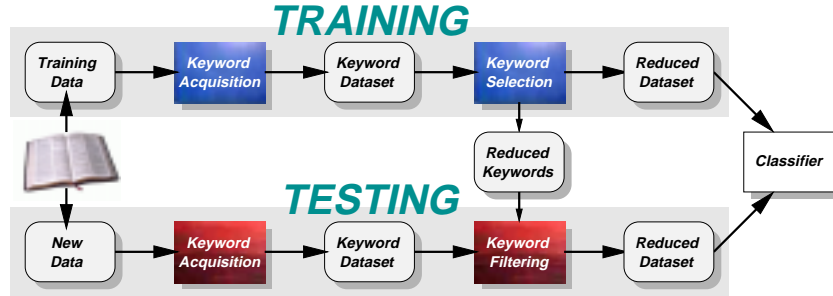 TRAINING
Training
Data
Keyword
Acquisition
Keyword
Dataset
Keyword
Selection
Reduced
Dataset
Reduced
Keywords
Classifier
TESTING
New
Data
Keyword
Acquisition
Keyword
Dataset
Keyword
Filtering
Reduced
Dataset